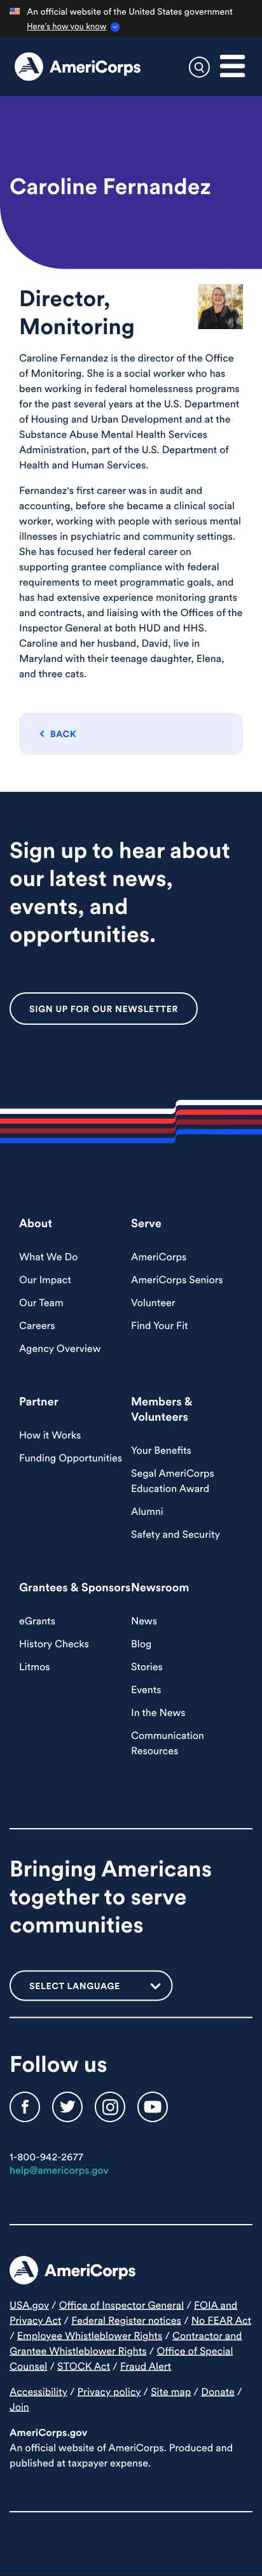 An official website of the United States government
Here's how you know
AmeriCorps
Caroline Fernandez
Director,
Monitoring
Caroline Fernandez is the director of the Office
of Monitoring. She is a social worker who has
been working in federal homelessness programs
for the past several years at the U.S. Department
of Housing and Urban Development and at the
Substance Abuse Mental Health Services
Administration, part of the U.S. Department of
Health and Human Services.
Fernandez's first career was in audit and
accounting, before she became a clinical social
worker, working with people with serious mental
illnesses in psychiatric and community settings.
She has focused her federal career on
supporting grantee compliance with federal
requirements to meet programmatic goals, and
has had extensive experience monitoring grants
and contracts, and liaising with the Offices of the
Inspector General at both HUD and HHS.
Caroline and her husband, David, live in
Maryland with their teenage daughter, Elena,
and three cats.
BACK
Sign up to hear about
our latest news,
events, and
opportunities.
SIGN UP FOR OUR NEWSLETTER
About
What We Do
Our Impact
Our Team
Careers
Agency Overview
Serve
AmeriCorps
AmeriCorps Seniors
Volunteer
Find Your Fit
Partner
How it Works
Funding Opportunities
Members &
Volunteers
Your Benefits
Segal AmeriCorps
Education Award
Alumni
Safety and Security
Grantees & Sponsors
eGrants
History Checks
Litmos
Newsroom
News
Blog
Stories
Events
In the News
Communication
Resources
Bringing Americans
together to serve
communities
SELECT LANGUAGE
Follow us
1-800-942-2677
help@americorps.gov
AmeriCorps
USA.gov / Office of Inspector General / FOIA and
Privacy Act / Federal Register notices / No FEAR Act
/ Employee Whistleblower Rights / Contractor and
Grantee Whistleblower Rights / Office of Special
Counsel / STOCK Act / Fraud Alert
Accessibility / Privacy policy / Site map / Donate /
Join
AmeriCorps.gov
An official website of AmeriCorps. Produced and
published at taxpayer expense.